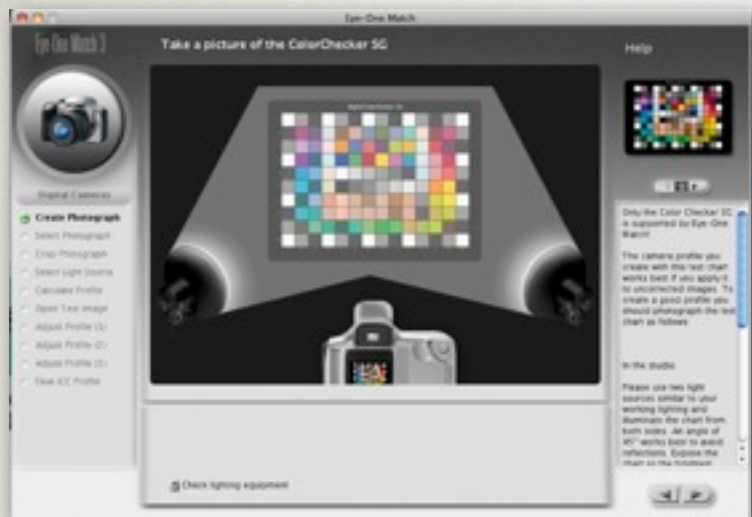 Eye-One Match
Eye-One Match 3
Take a picture of the ColorChecker SG
Help
Digital Cameras
Create Photograph
Select Photograph
Crop Photograph
Select Light Source
Calculate Profile
Open Test Image
Adjust Profile (1)
Adjust Profile (2)
Adjust Profile (3)
Save ICC Profile
Only the Color Checker SG
is supported by Eye-One
Match!
The camera profile you
create with this test chart
works best if you apply it
to uncorrected images. To
create a good profile you
should photograph the test
chart as follows:
In the studio:
Please use two light
sources similar to your
working lighting and
illuminate the chart from
both sides. An angle of
45° works best to avoid
reflections. Expose the
chart so the brightest
Check lighting equipment